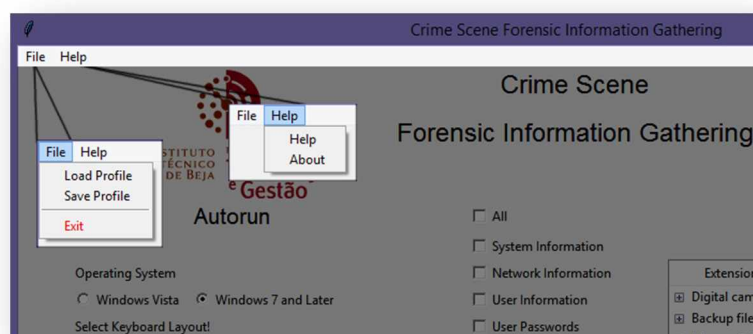 Crime Scene Forensic Information Gathering
File Help
Crime Scene
Forensic Information Gathering
File Help
Help
About
File Help
Load Profile
Save Profile
Exit
STITUTO
TÉCNICO
DE BEJA
e Gestão
Autorun
All
System Information
Operating System
Network Information
Extension
Windows Vista
Windows 7 and Later
User Information
Digital cam
Select Keyboard Layout!
User Passwords
Backup file